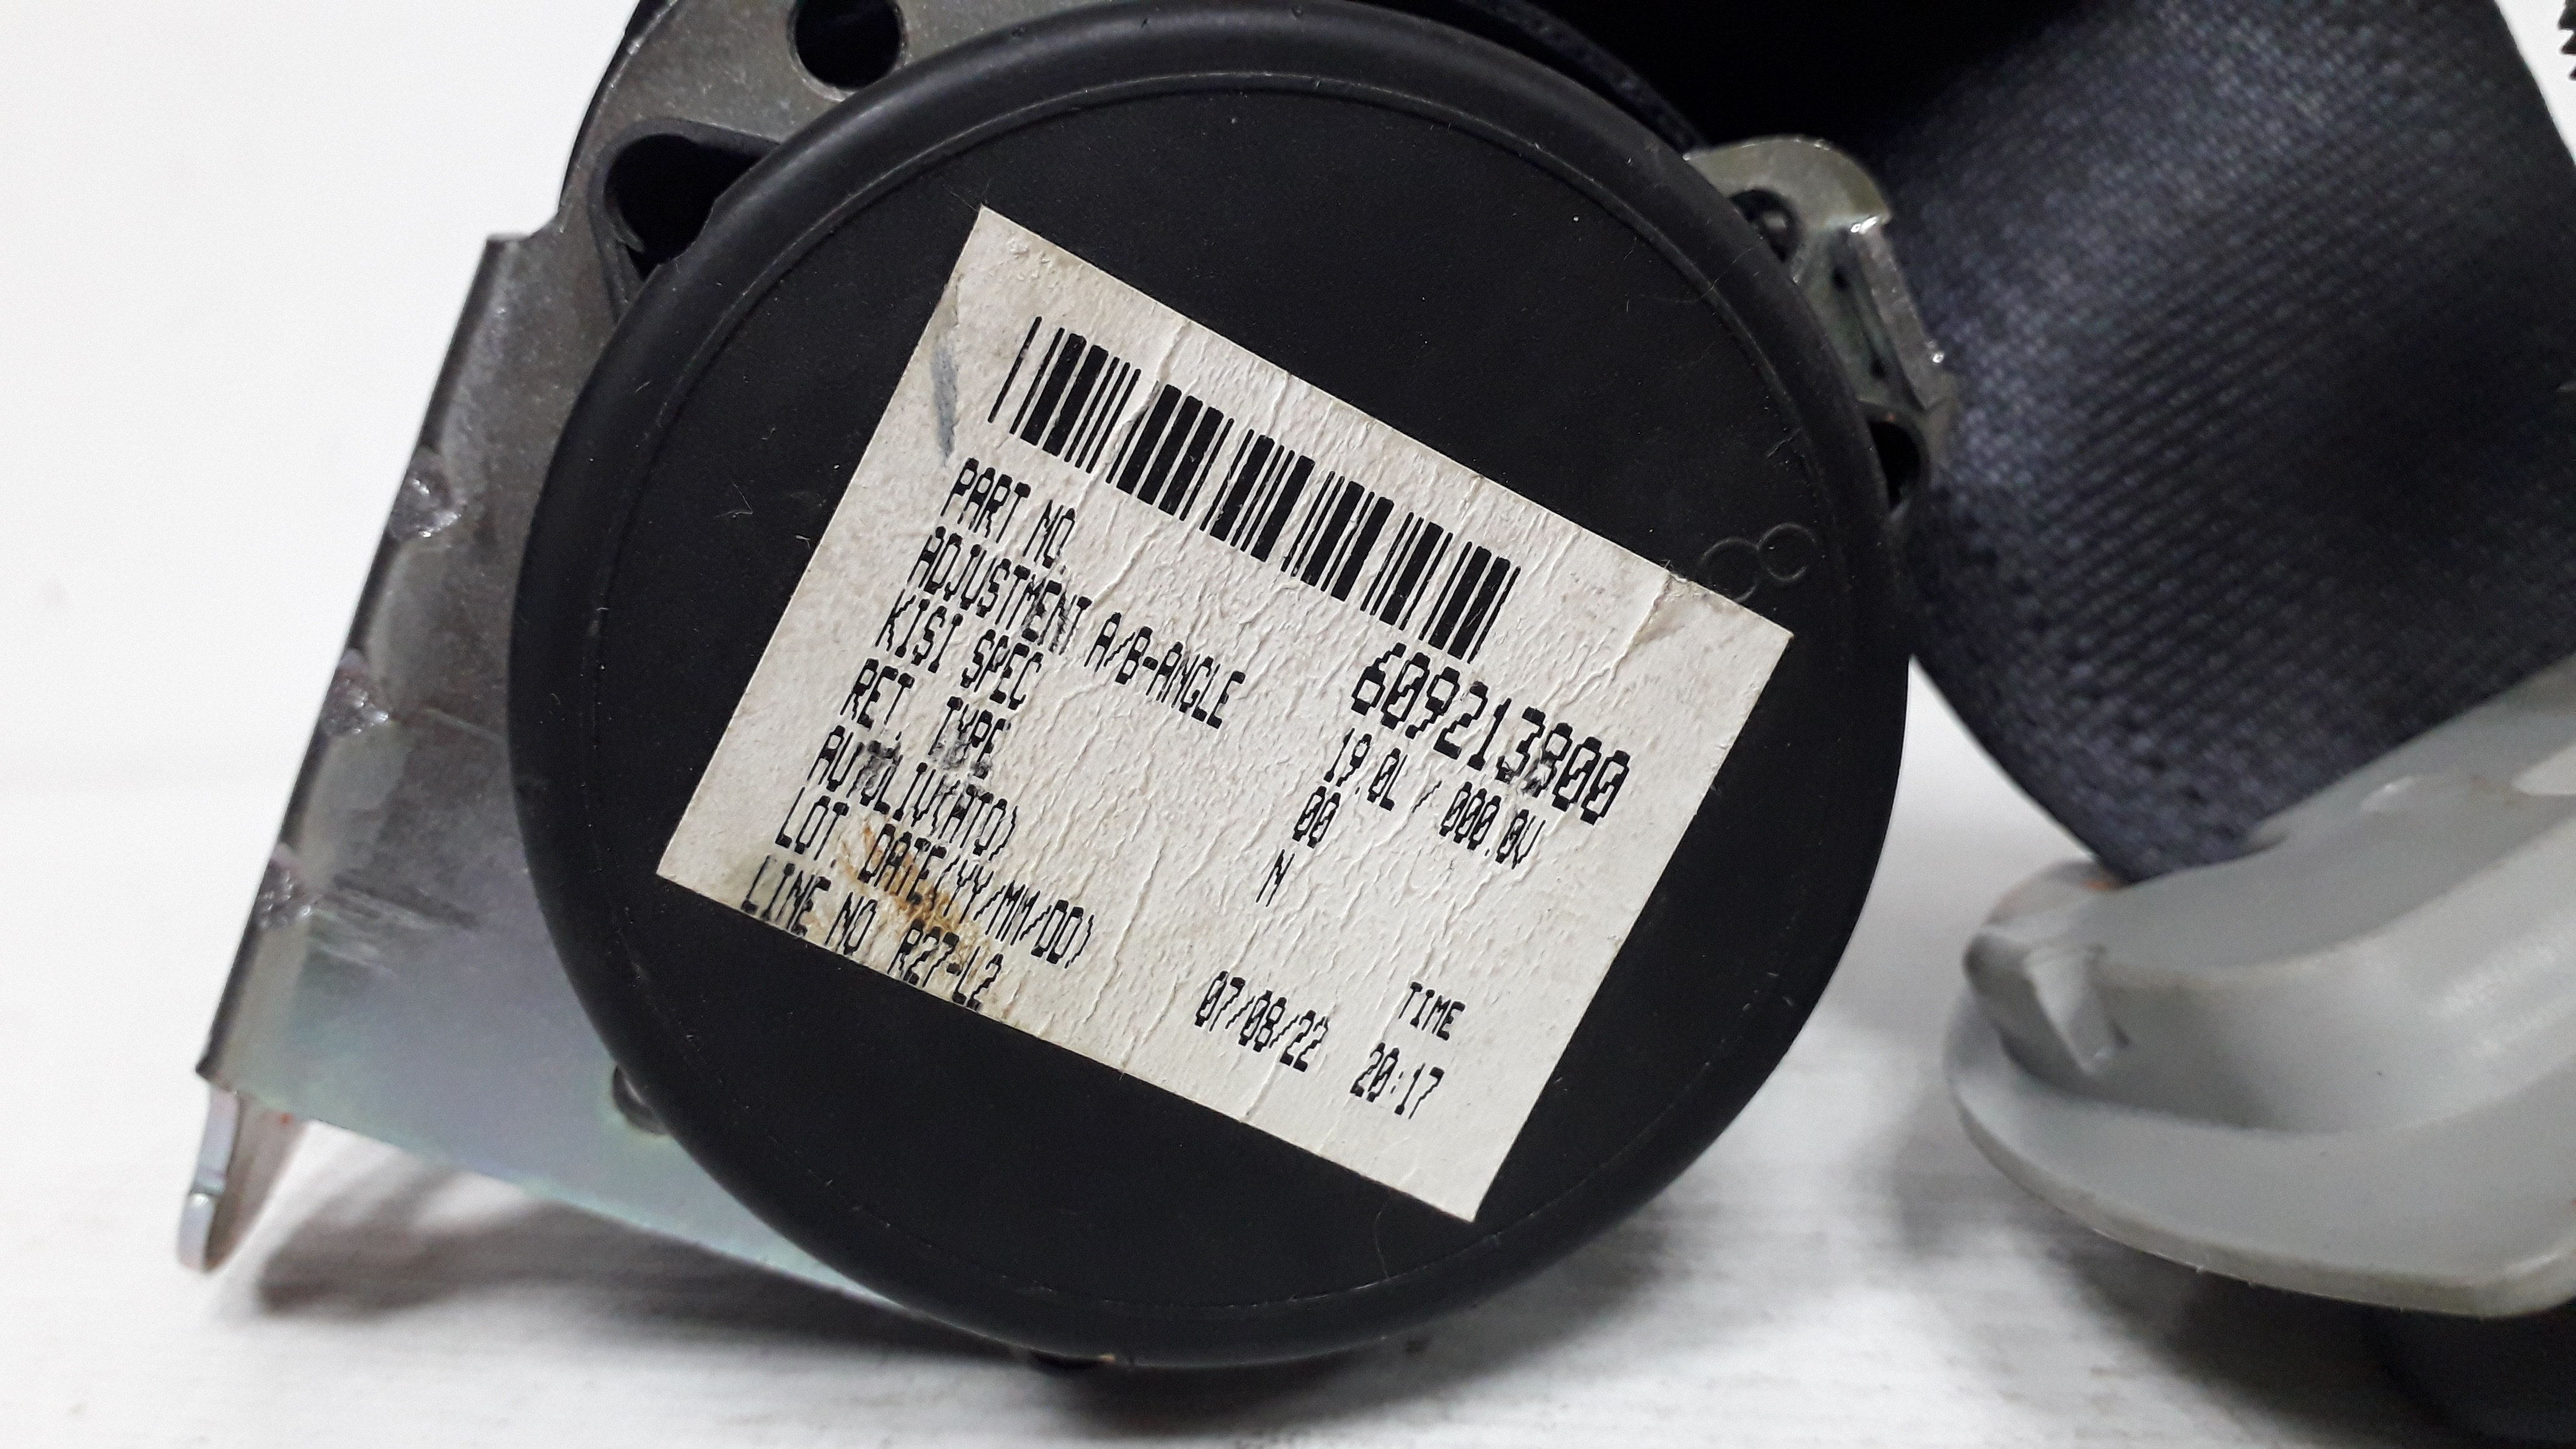 PART NO. 609213800
ADJUSTMENT A/B-ANGLE 19.0L / 000.0V
KISI SPEC 00
RET. TYPE N
AUTOLIV(ATO)
LOT. DATE(YY/MM/DD) 07/08/22 TIME 20:17
LINE NO. R27-L2
8